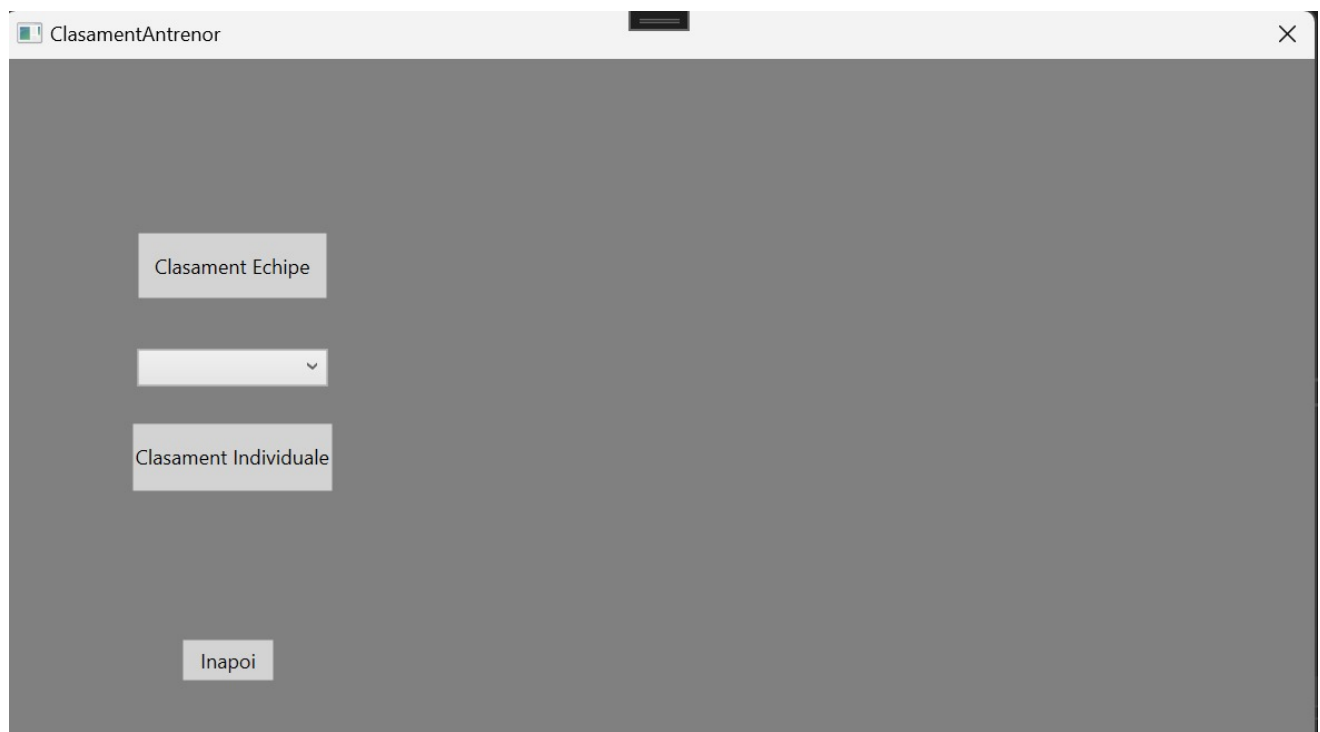 ClasamentAntrenor
Clasament Echipe
Clasament Individuale
Inapoi